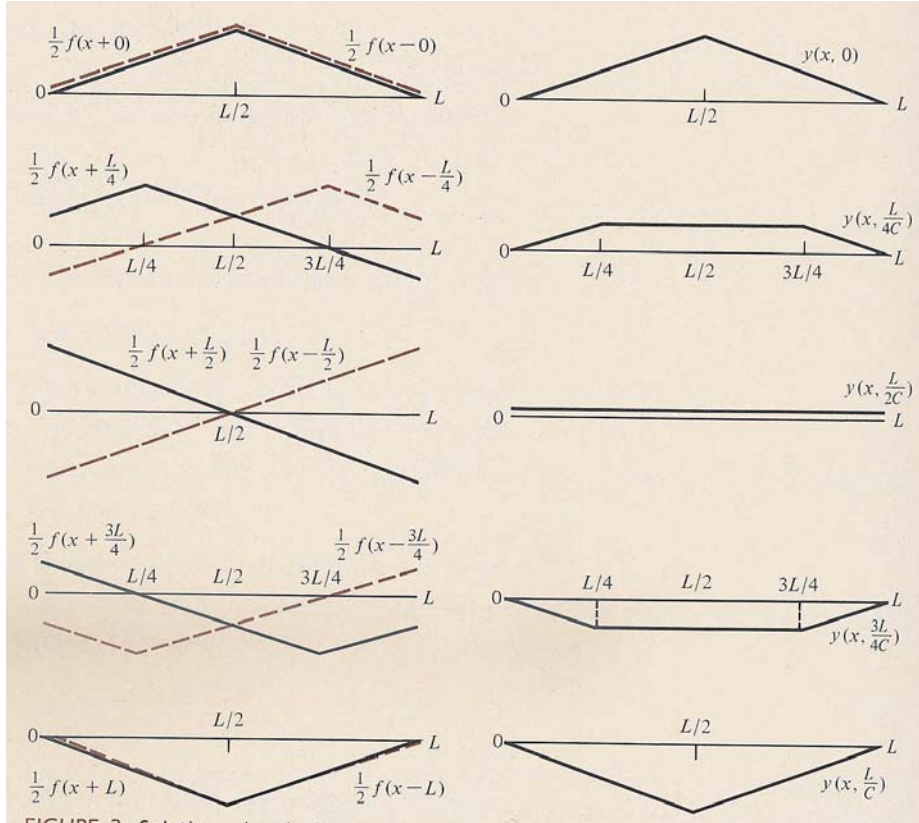 ½ f(x+0)
½ f(x−0)
0
L/2
L
y(x, 0)
0
L/2
L
½ f(x + L/4)
½ f(x − L/4)
0
L/4
L/2
3L/4
L
y(x, L/4C)
0
L/4
L/2
3L/4
L
½ f(x + L/2)
½ f(x − L/2)
0
L/2
L
y(x, L/2C)
0
L
½ f(x + 3L/4)
½ f(x − 3L/4)
L/4
L/2
3L/4
0
L
L/4
L/2
3L/4
0
L
y(x, 3L/4C)
L/2
0
L
½ f(x + L)
½ f(x − L)
L/2
0
L
y(x, L/C)